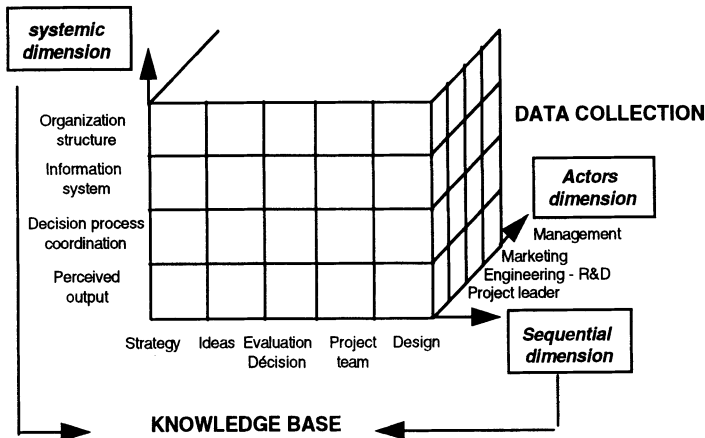 systemic
dimension
DATA COLLECTION
Organization
structure
Information
system
Decision process
coordination
Perceived
output
Actors
dimension
Management
Marketing
Engineering - R&D
Project leader
Strategy Ideas Evaluation Project Design
Décision team
Sequential
dimension
KNOWLEDGE BASE